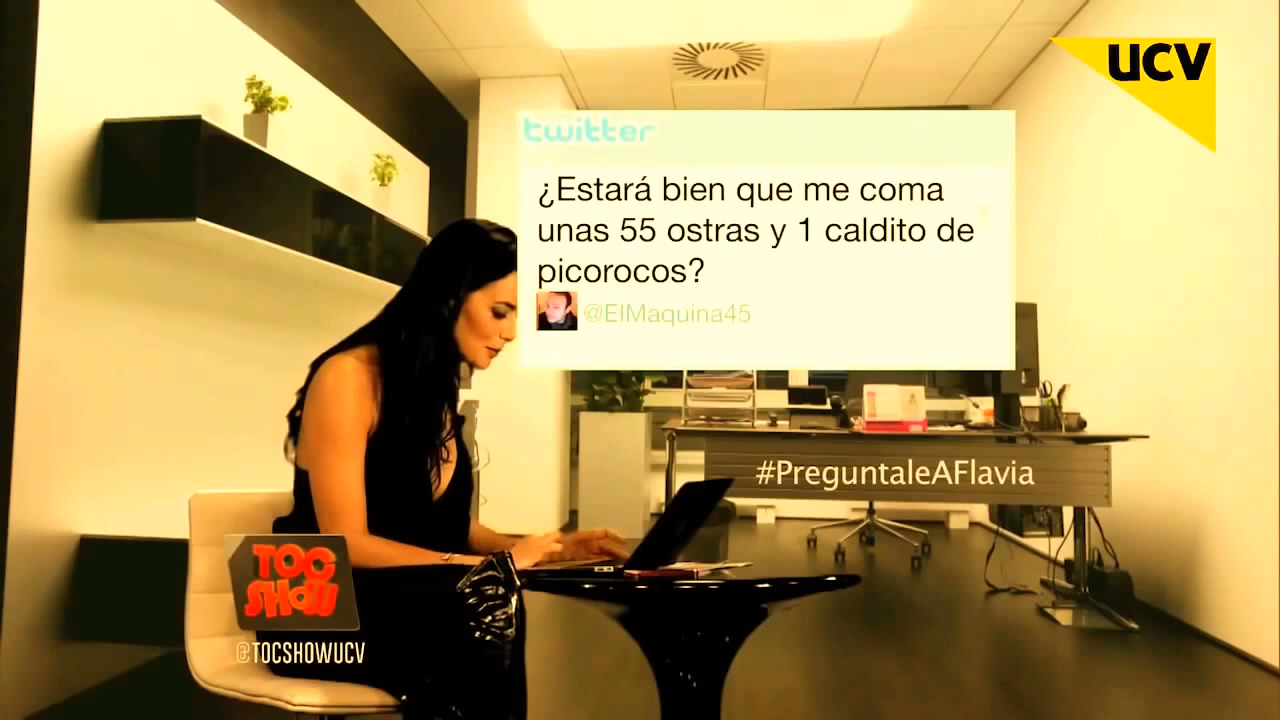 UCV
twitter
¿Estará bien que me coma
unas 55 ostras y 1 caldito de
picorocos?
@ElMaquina45
#PreguntaleAFlavia
TOC
SHOW
@TOCSHOWUCV